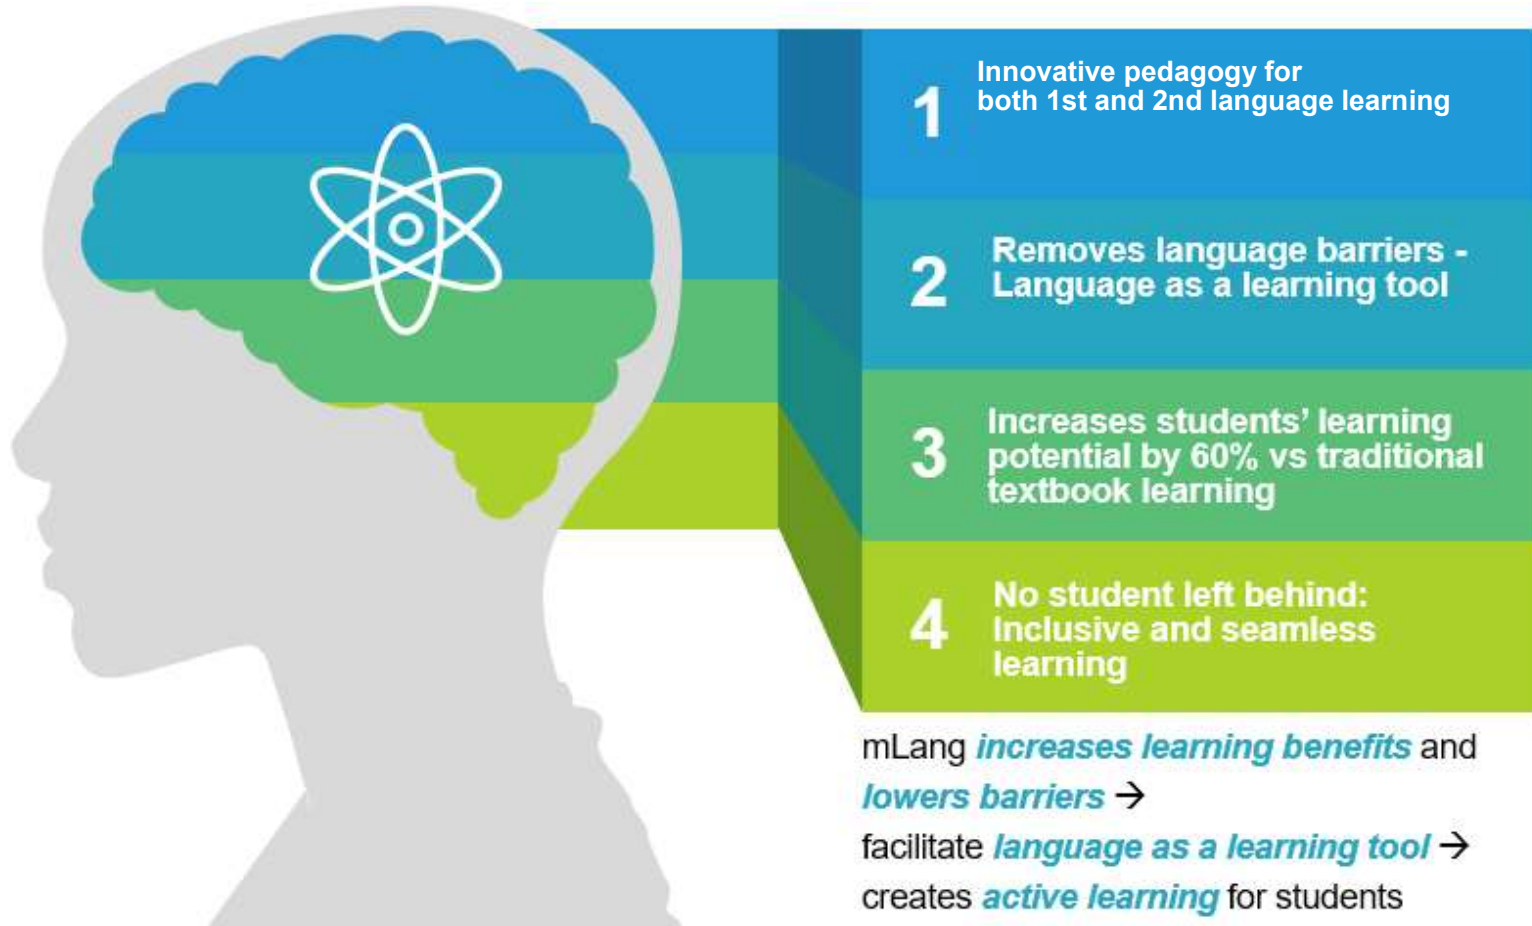 1
Innovative pedagogy for
both 1st and 2nd language learning
2
Removes language barriers -
Language as a learning tool
3
Increases students’ learning
potential by 60% vs traditional
textbook learning
4
No student left behind:
Inclusive and seamless
learning
mLang increases learning benefits and
lowers barriers →
facilitate language as a learning tool →
creates active learning for students